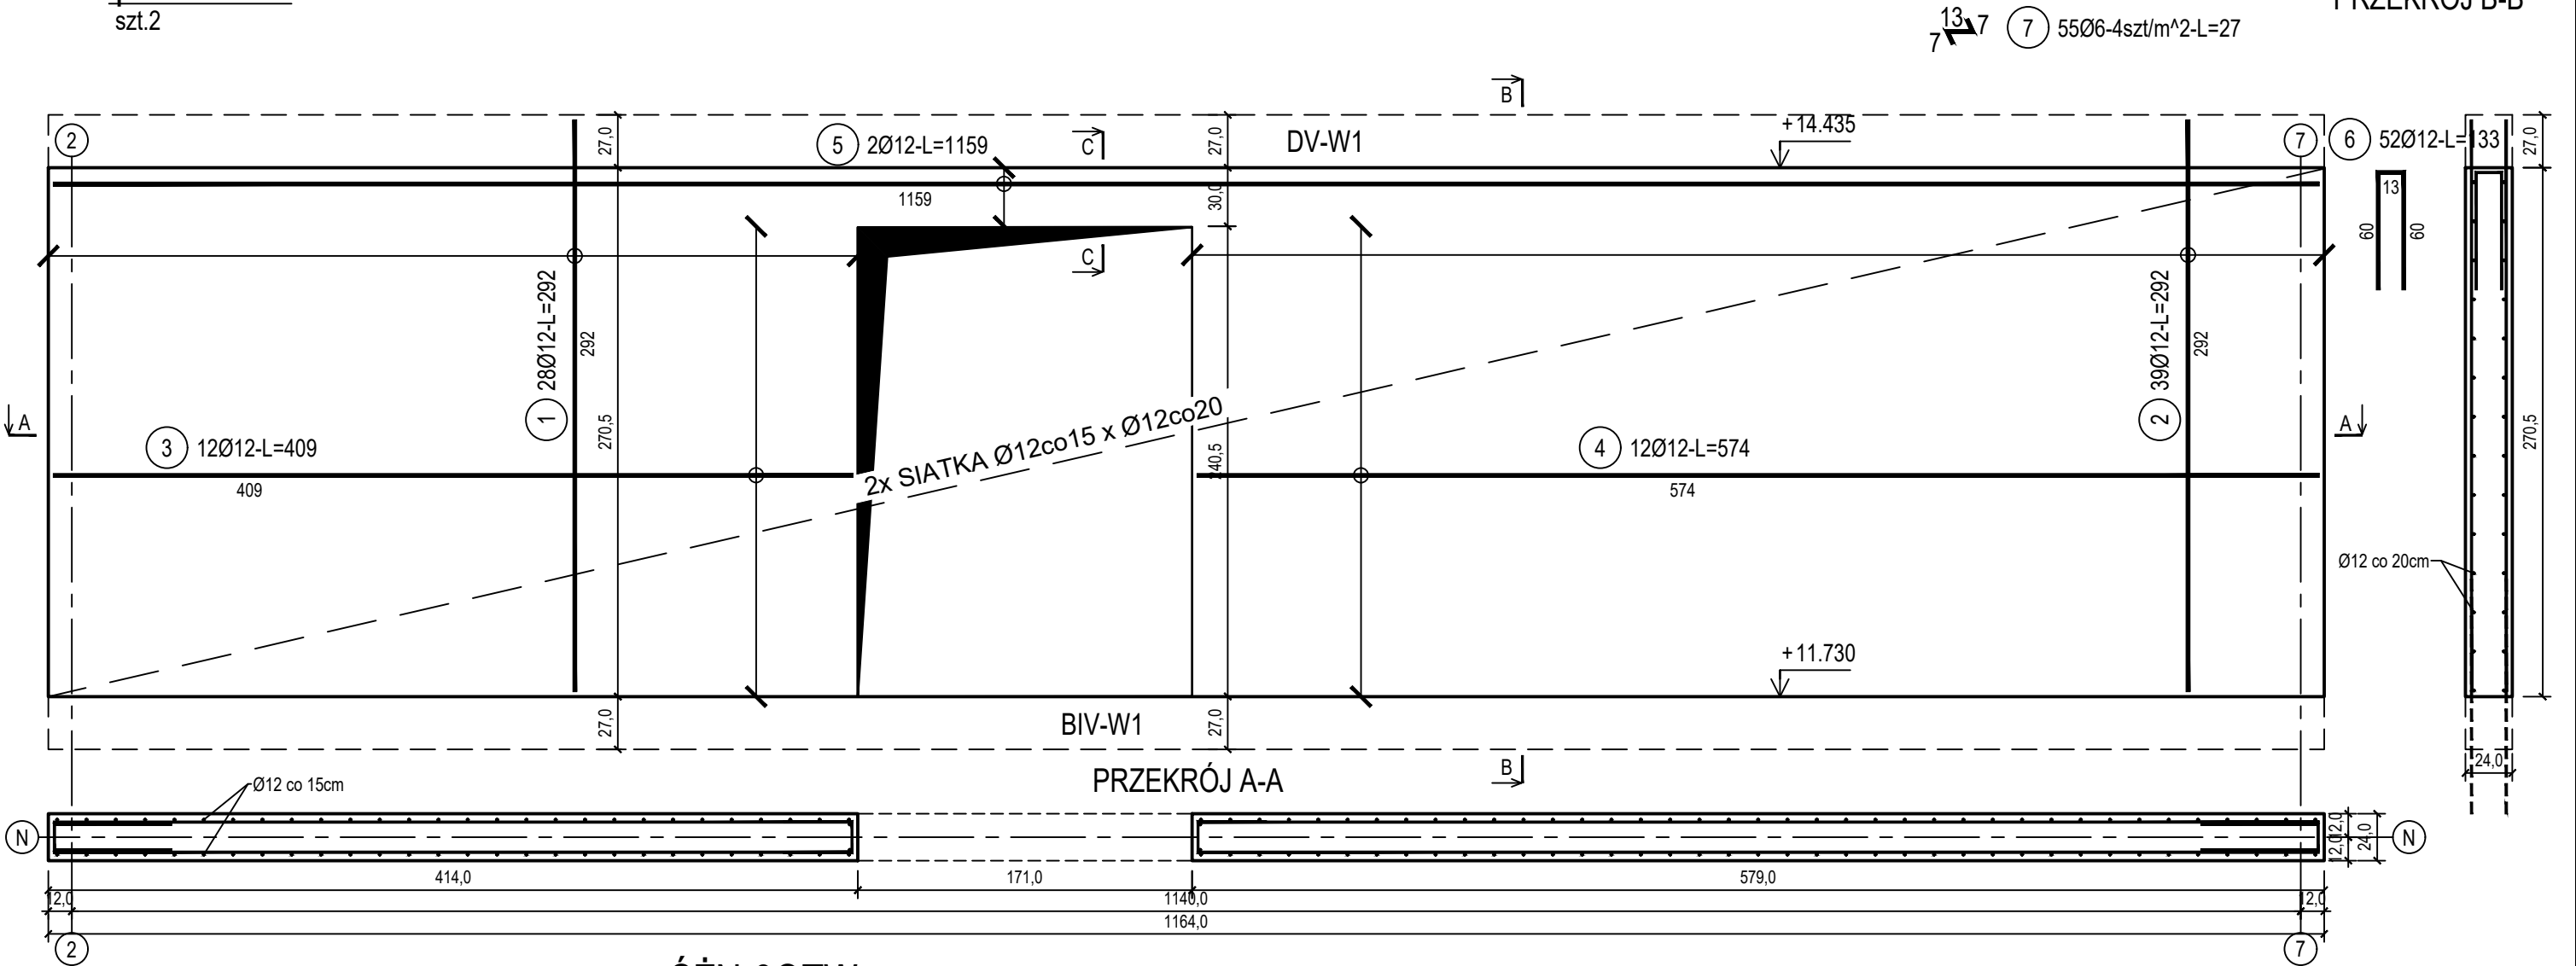 szt.2
PRZEKRÓJ B-B
13
7
7
7 55Ø6-4szt/m^2-L=27
B
2
27,0
5 2Ø12-L=1159
C
27,0
DV-W1
+14.435
7
6 52Ø12-L=133
27,0
1159
30,0
13
60
60
C
1 28Ø12-L=292
292
270,5
2 39Ø12-L=292
292
270,5
A
A
3 12Ø12-L=409
409
2x SIATKA Ø12co15 x Ø12co20
240,5
4 12Ø12-L=574
574
Ø12 co 20cm
+11.730
27,0
BIV-W1
27,0
B
24,0
PRZEKRÓJ A-A
Ø12 co 15cm
N
12,0
12,0
24,0
N
414,0
171,0
579,0
12,0
1140,0
12,0
1164,0
2
7